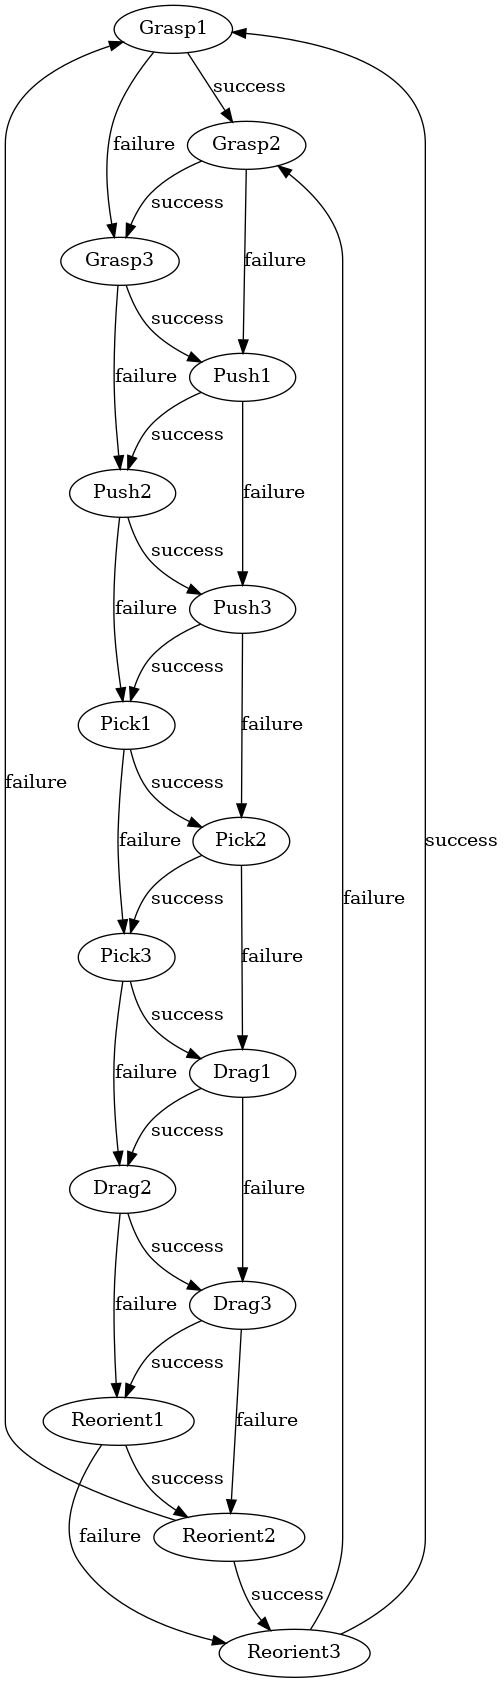 Grasp1
success
Grasp2
failure
success
Grasp3
failure
success
Push1
failure
success
Push2
failure
success
Push3
failure
success
Pick1
failure
failure
success
Pick2
failure
success
success
failure
Pick3
failure
success
Drag1
failure
success
Drag2
failure
success
Drag3
failure
success
Reorient1
failure
success
Reorient2
failure
success
Reorient3